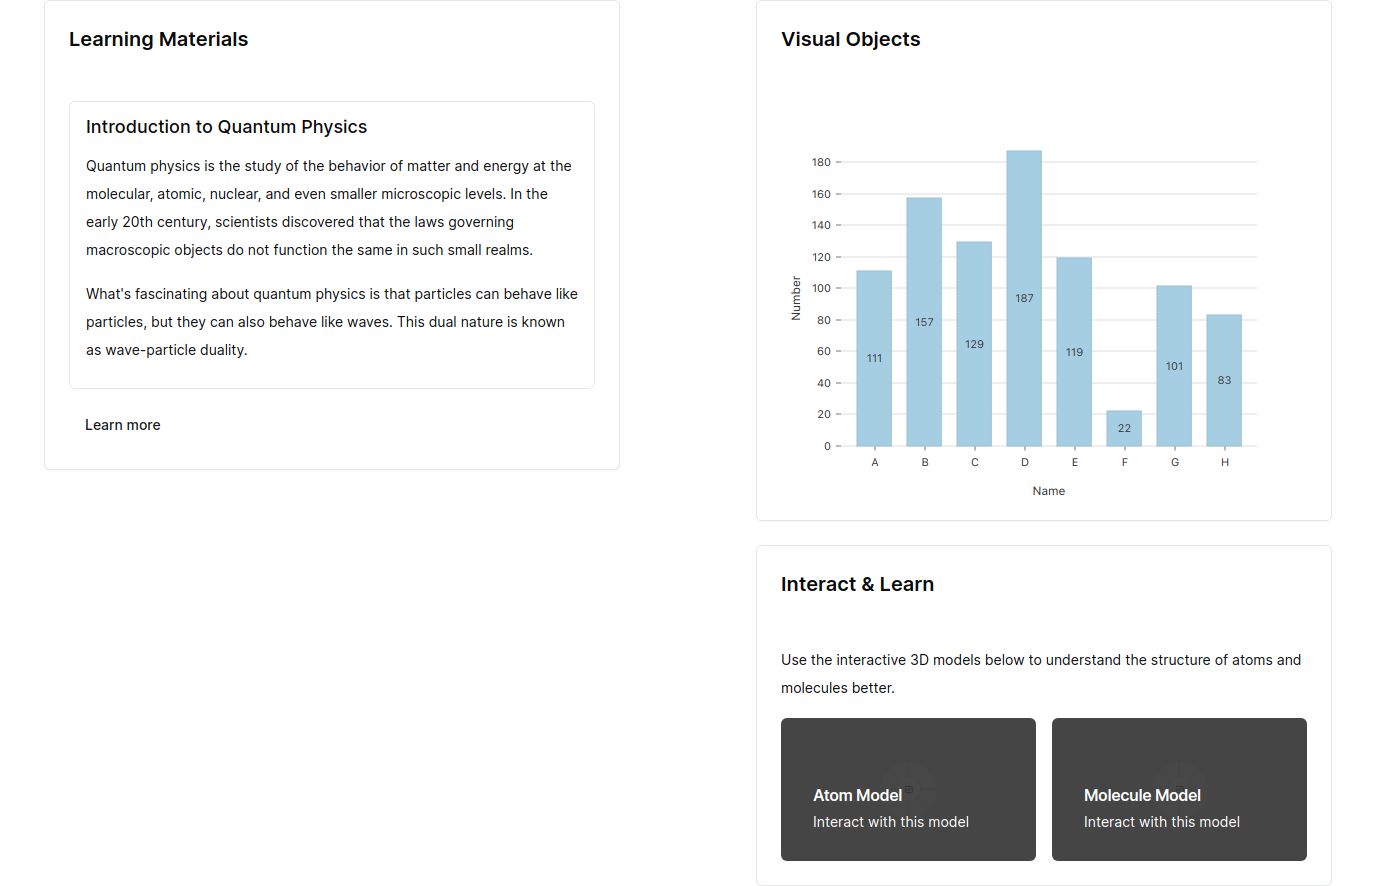 Learning Materials
Introduction to Quantum Physics
Quantum physics is the study of the behavior of matter and energy at the
molecular, atomic, nuclear, and even smaller microscopic levels. In the
early 20th century, scientists discovered that the laws governing
macroscopic objects do not function the same in such small realms.
What's fascinating about quantum physics is that particles can behave like
particles, but they can also behave like waves. This dual nature is known
as wave-particle duality.
Learn more
Visual Objects
Number
180
160
140
120
100
80
60
40
20
0
111
157
129
187
119
22
101
83
A B C D E F G H
Name
Interact & Learn
Use the interactive 3D models below to understand the structure of atoms and
molecules better.
Atom Model
Interact with this model
Molecule Model
Interact with this model